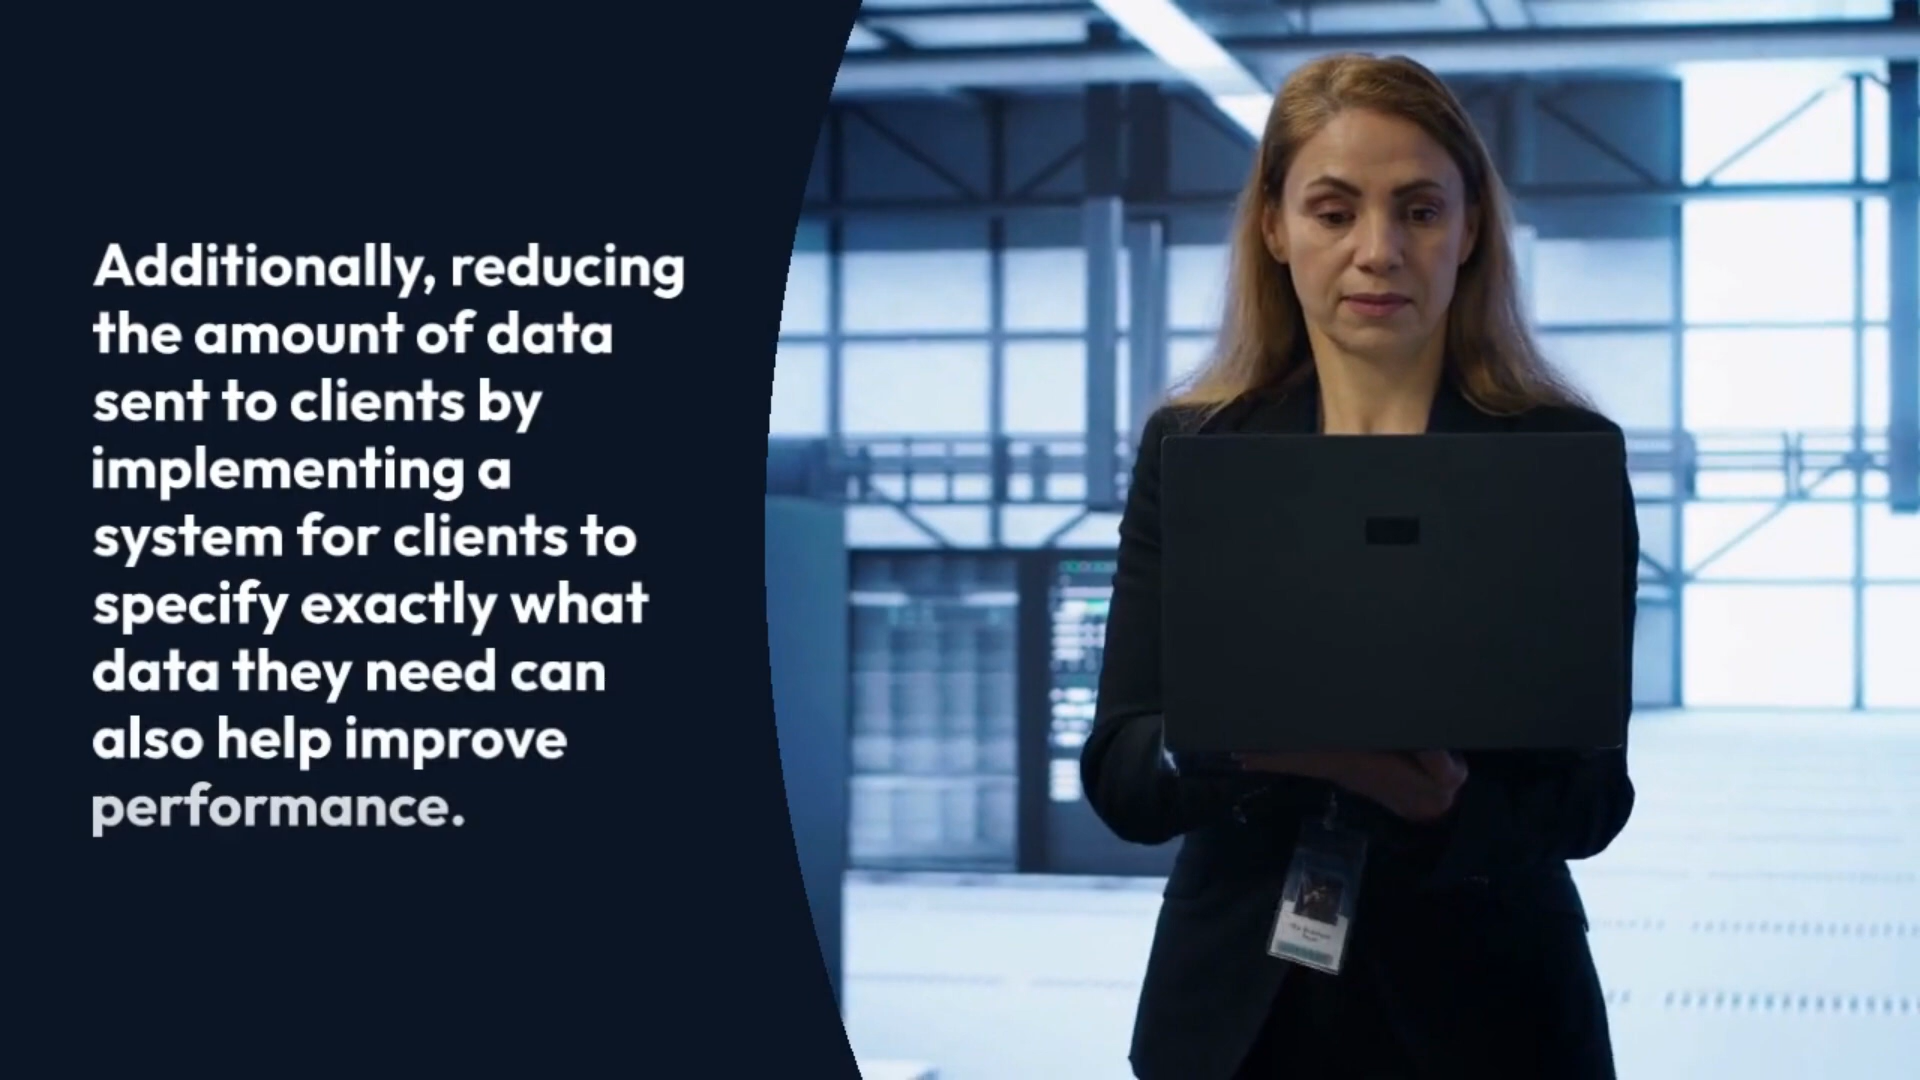 Additionally, reducing
the amount of data
sent to clients by
implementing a
system for clients to
specify exactly what
data they need can
also help improve
performance.